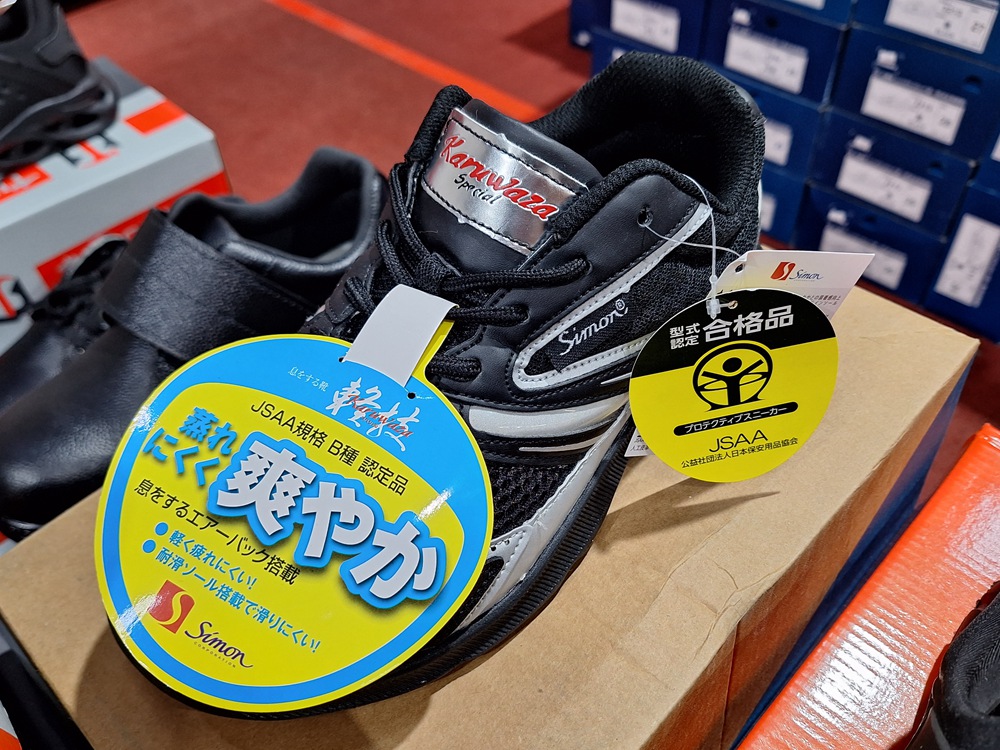 Karuwaza
Special
Simon®
Simon
型式
認定 合格品
プロテクティブスニーカー
JSAA
公益社団法人日本保安用品協会
息をする靴
軽技
Karuwaza
JSAA規格 B種 認定品
蒸れ
にくく
爽やか
息をするエアーバック搭載
●軽く疲れにくい!
●耐滑ソール搭載で滑りにくい!
Simon
CORPORATION